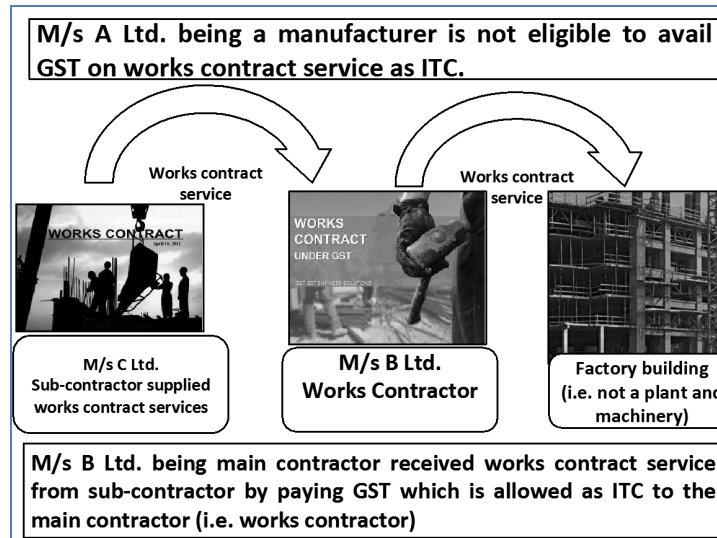 M/s A Ltd. being a manufacturer is not eligible to avail
GST on works contract service as ITC.
Works contract
service
Works contract
service
WORKS CONTRACT
WORKS
CONTRACT
UNDER GST
M/s C Ltd.
Sub-contractor supplied
works contract services
M/s B Ltd.
Works Contractor
Factory building
(i.e. not a plant and
machinery)
M/s B Ltd. being main contractor received works contract service
from sub-contractor by paying GST which is allowed as ITC to the
main contractor (i.e. works contractor)